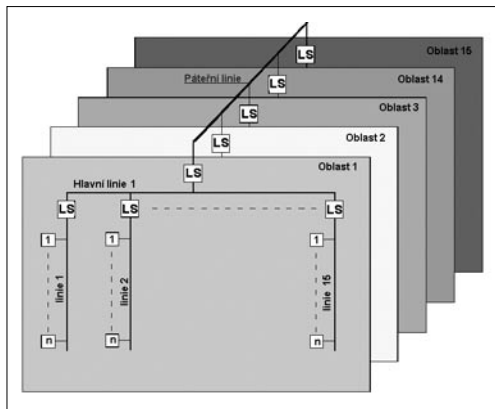 Oblast 15
LS
Oblast 14
Páteřní linie
LS
Oblast 3
LS
Oblast 2
LS
Oblast 1
LS
Hlavní linie 1
LS LS LS
1 1 1
linie 1 linie 2 linie 15
n n n